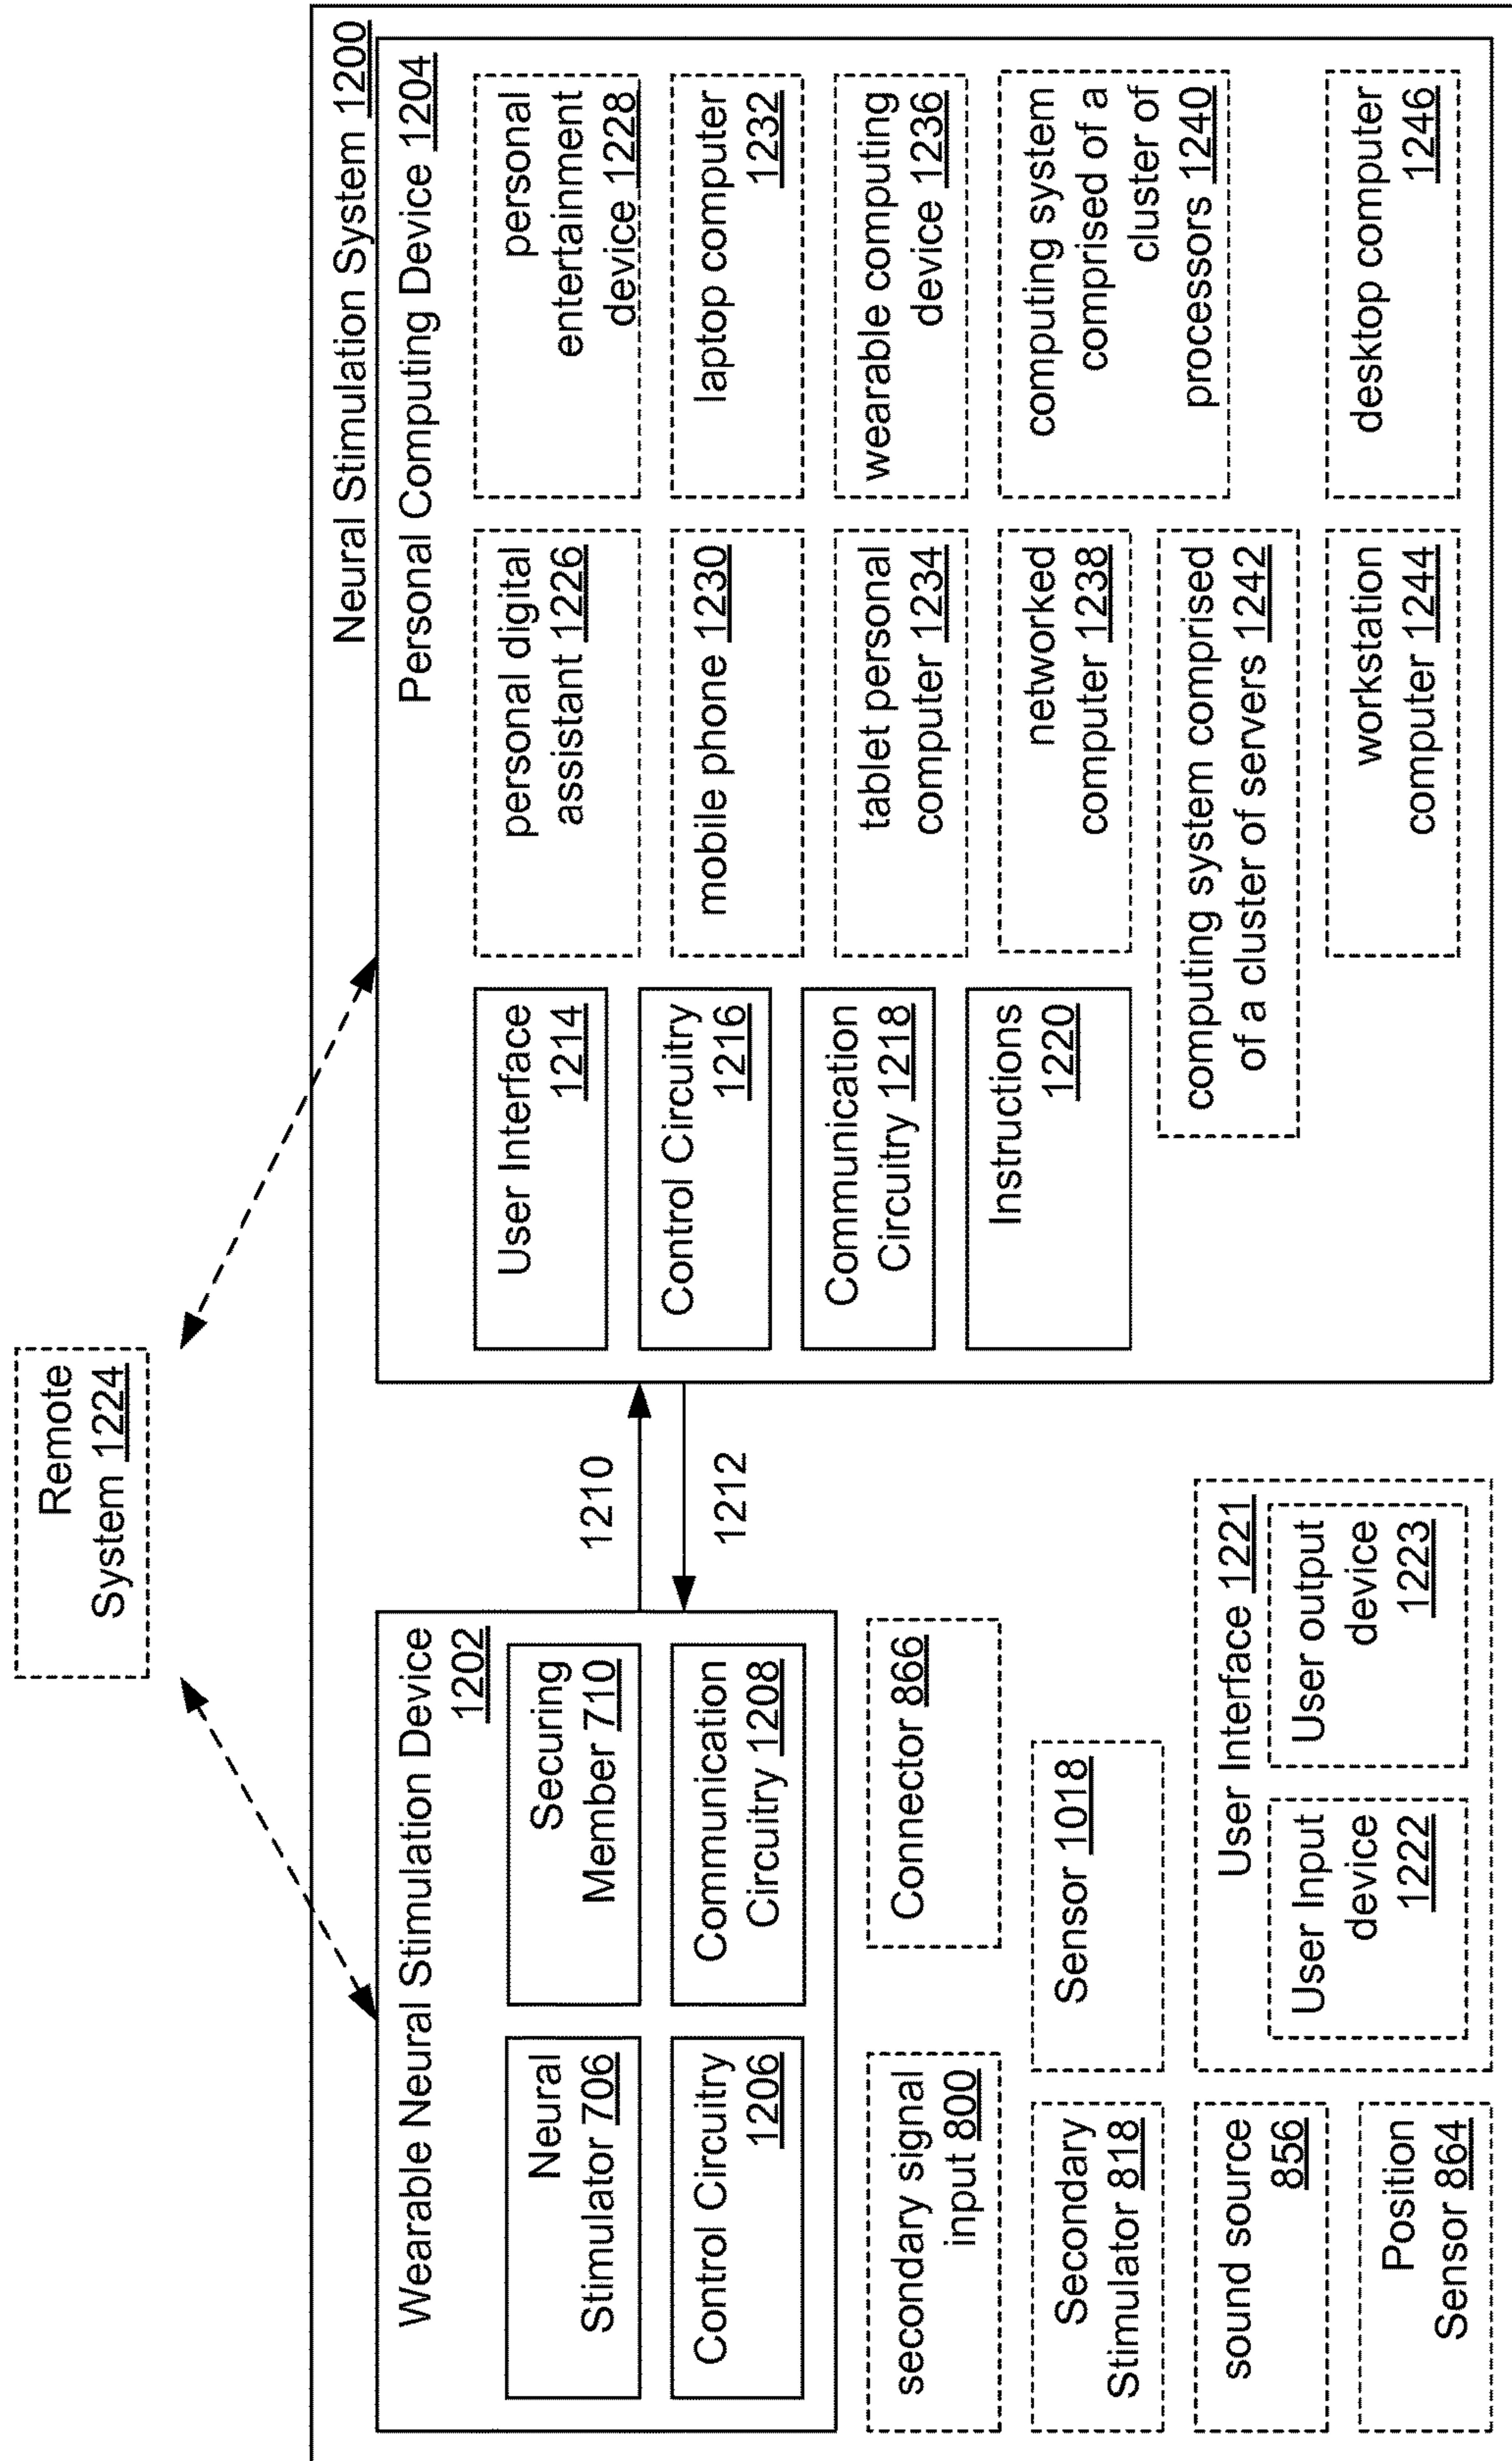 Remote
System 1224
Neural Stimulation System 1200
Wearable Neural Stimulation Device
1202
Neural
Stimulator 706
Securing
Member 710
Control Circuitry
1206
Communication
Circuitry 1208
1210
1212
secondary signal
input 800
Connector 866
Secondary
Stimulator 818
Sensor 1018
sound source
856
Position
Sensor 864
User Interface 1221
User Input
device
1222
User output
device
1223
Personal Computing Device 1204
User Interface
1214
Control Circuitry
1216
Communication
Circuitry 1218
Instructions
1220
personal digital
assistant 1226
personal
entertainment
device 1228
mobile phone 1230
laptop computer
1232
tablet personal
computer 1234
wearable computing
device 1236
networked
computer 1238
computing system
comprised of a
cluster of
processors 1240
computing system comprised
of a cluster of servers 1242
workstation
computer 1244
desktop computer
1246